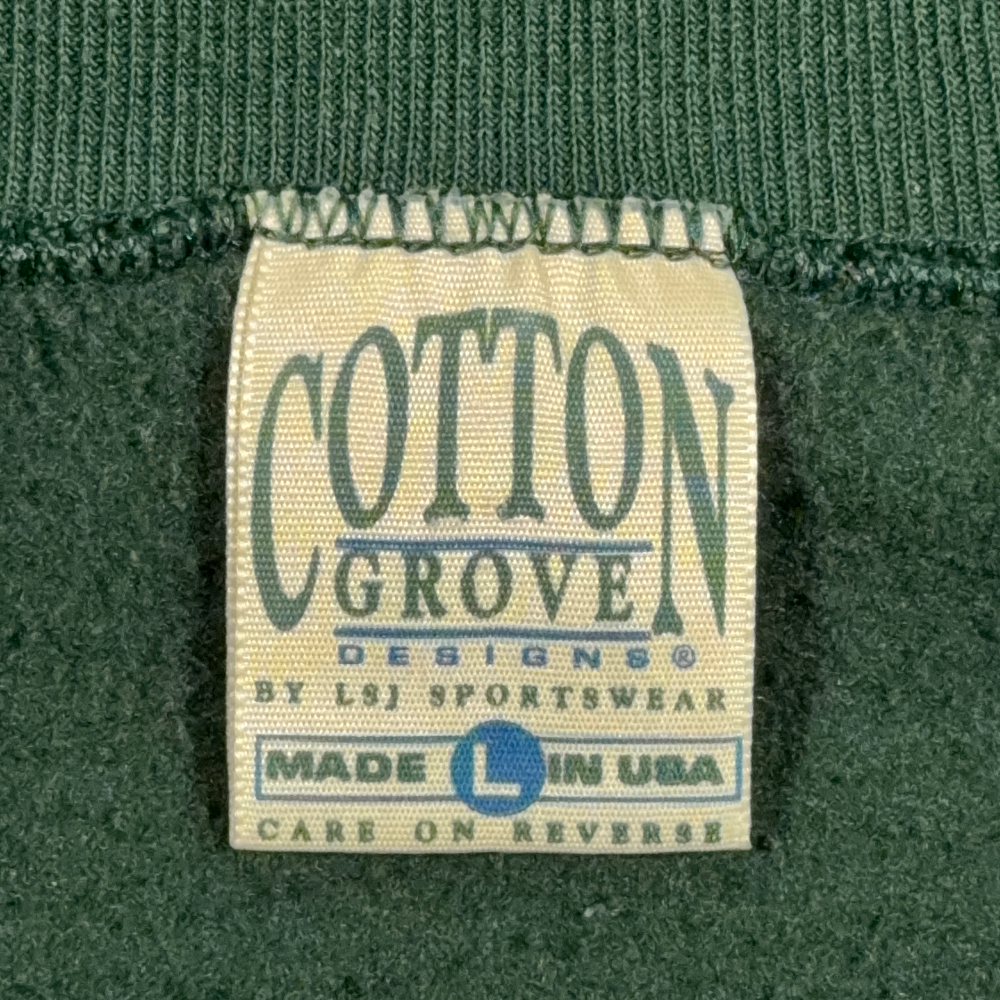 COTTON
GROVE
DESIGNS®
BY LSJ SPORTSWEAR
MADE L IN USA
CARE ON REVERSE